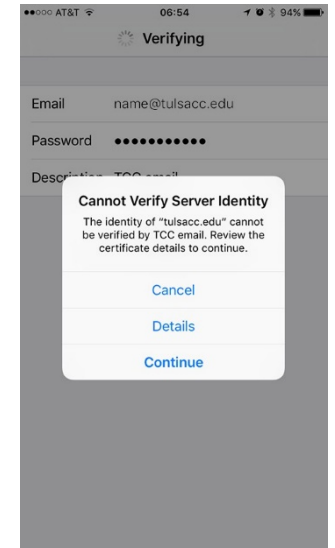 AT&T 06:54 94%
Verifying
Email name@tulsacc.edu
Password ●●●●●●●●●●●
Description TCC email
Cannot Verify Server Identity
The identity of "tulsacc.edu" cannot
be verified by TCC email. Review the
certificate details to continue.
Cancel
Details
Continue